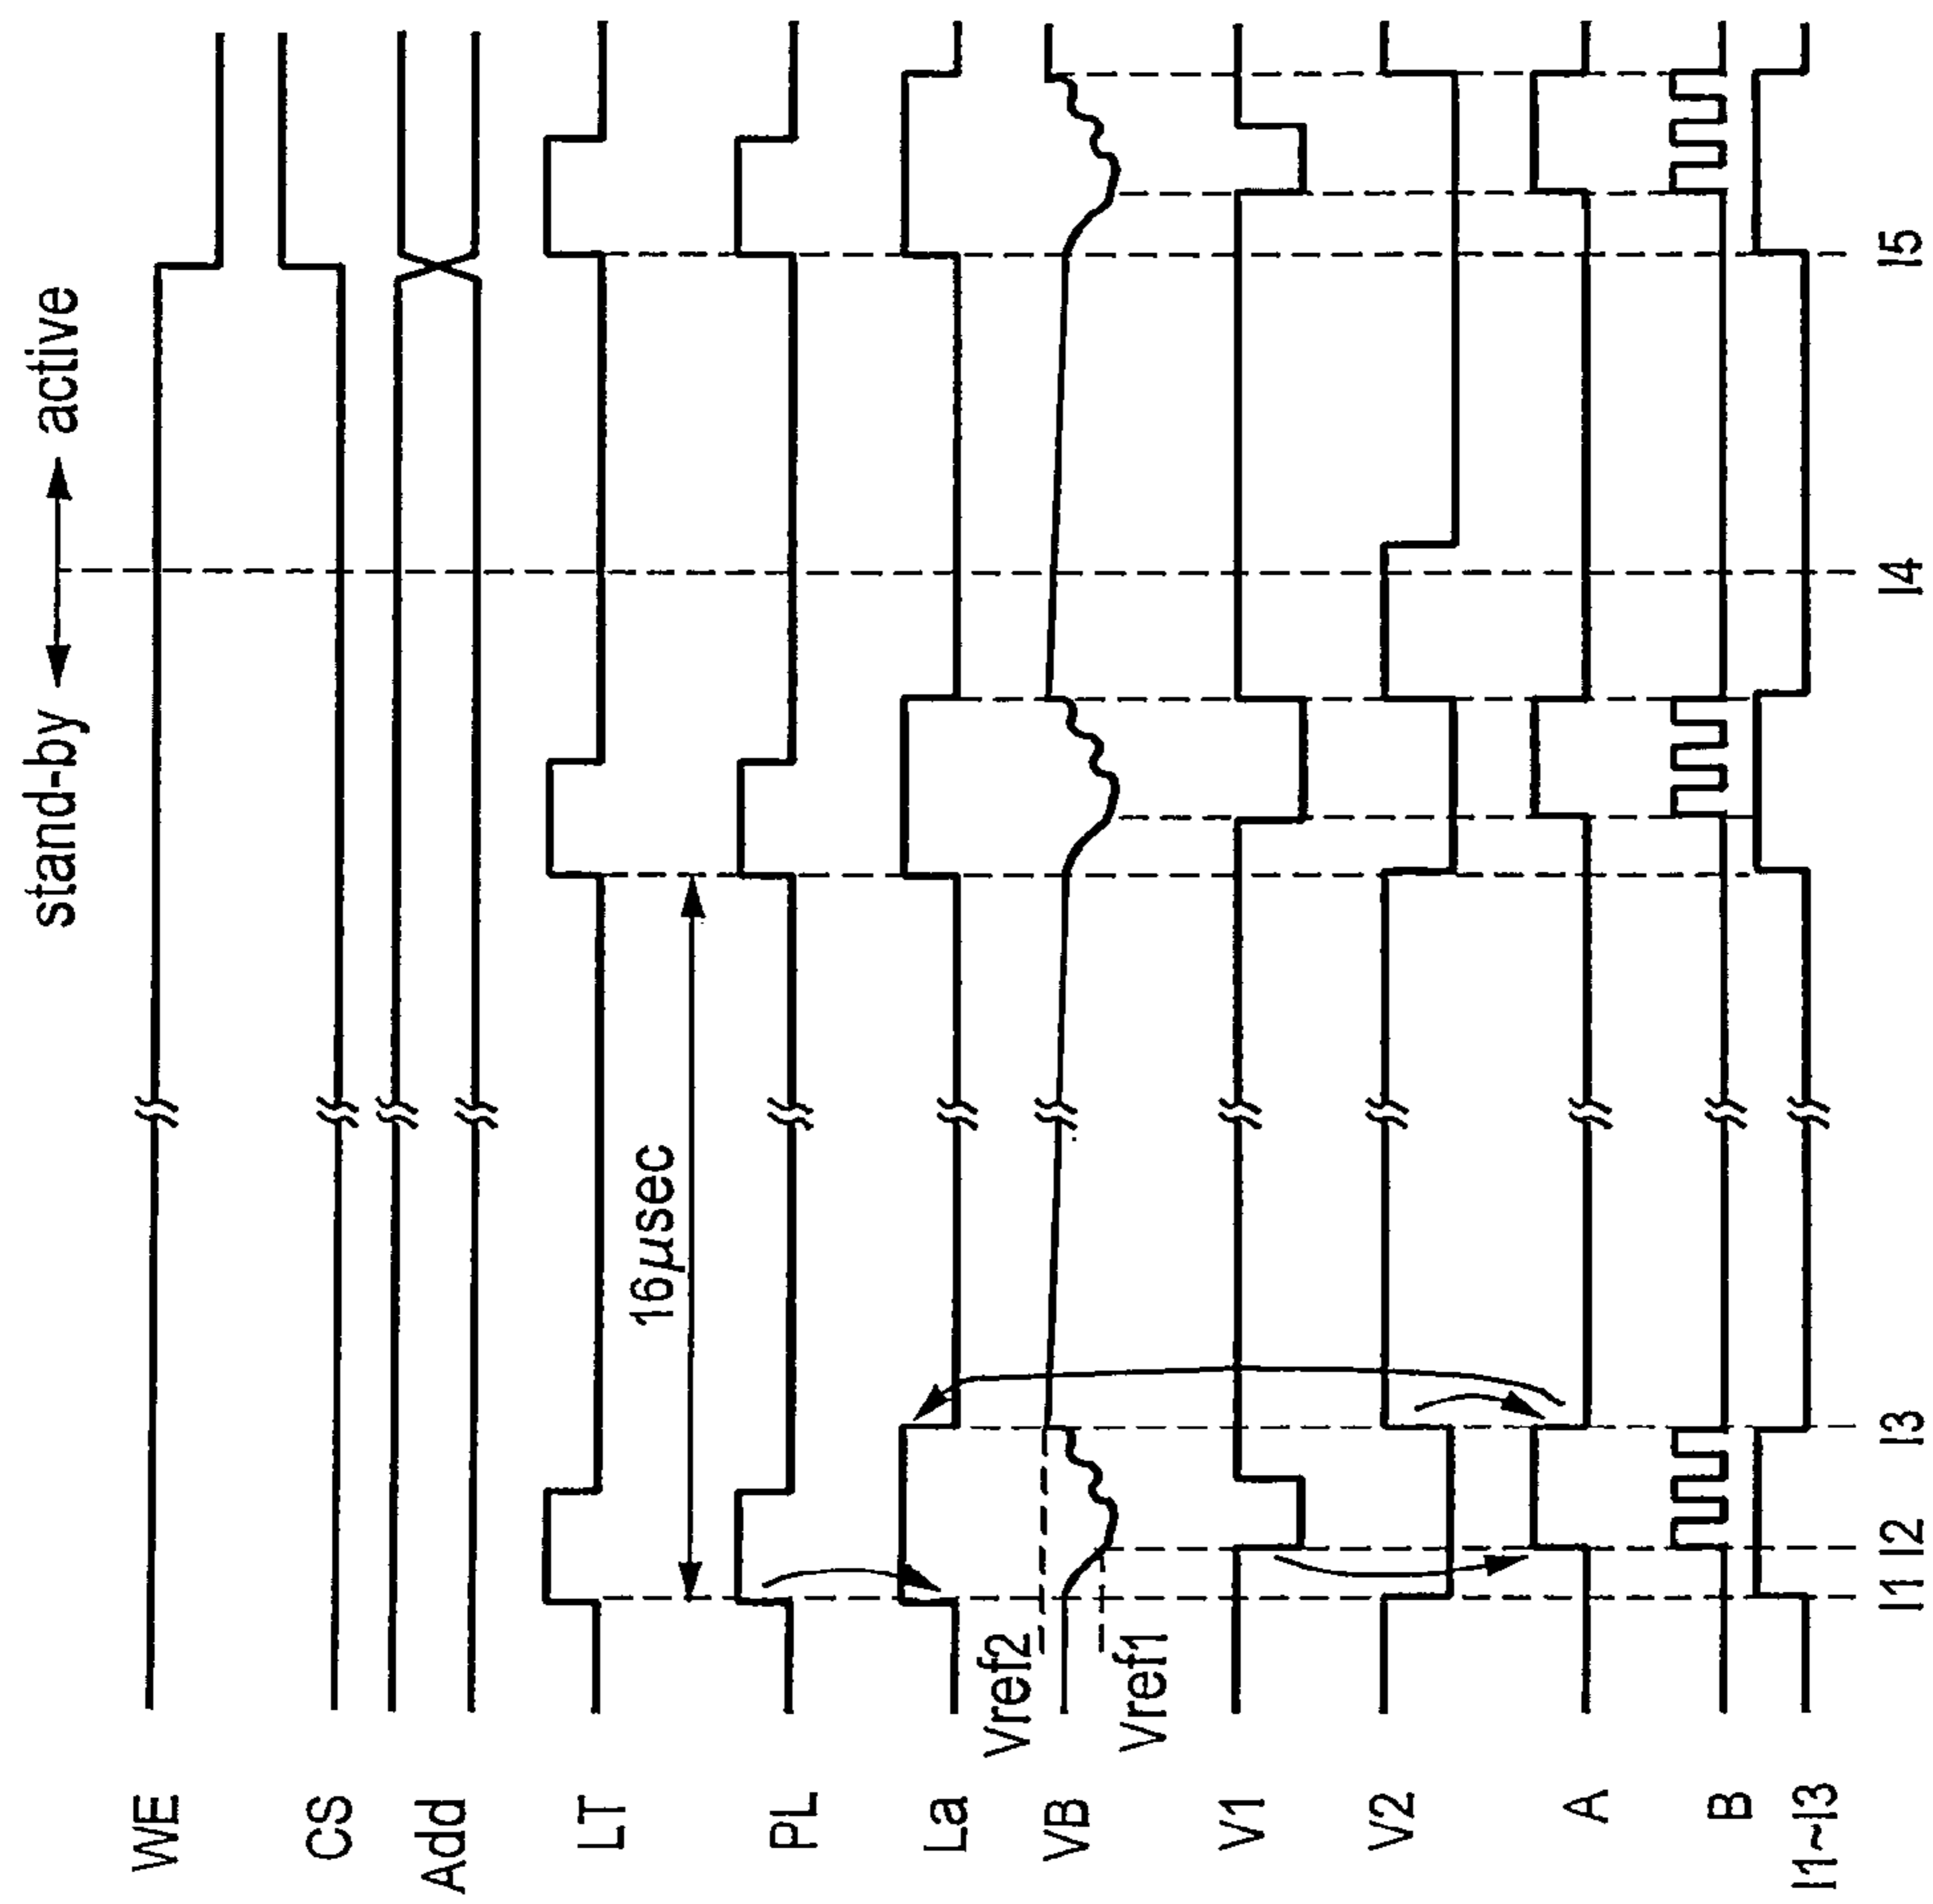 stand-by
active
WE
CS
Add
LT
16μsec
PL
La
Vref2
VB
Vref1
V1
V2
A
B
I1~I3
I1
I2
I3
I4
I5